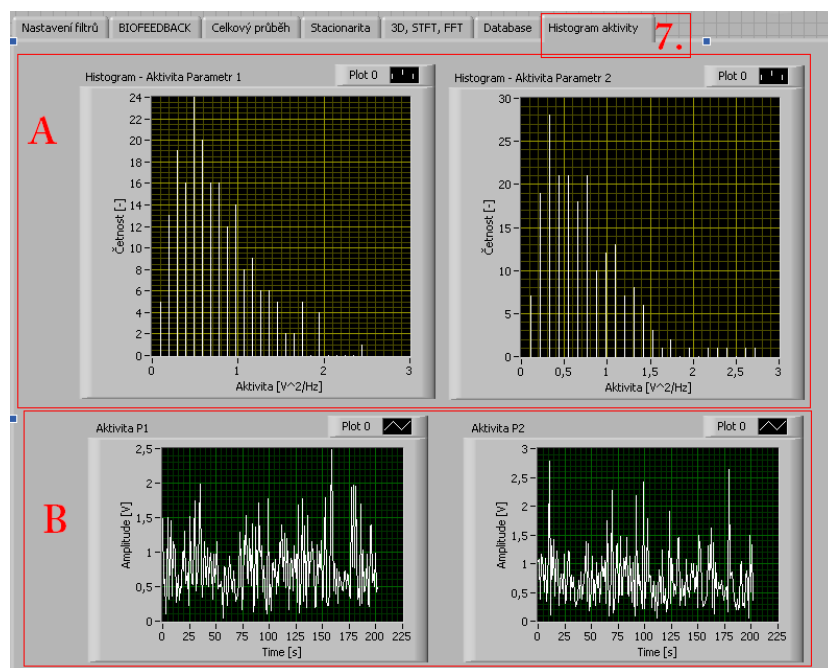 Nastavení filtrů BIOFEEDBACK Celkový průběh Stacionarita 3D, STFT, FFT Database Histogram aktivity 7.
A
Histogram - Aktivita Parametr 1 Plot 0
24
22
20
18
16
14
12
10
8
6
4
2
0
Četnost [-]
0 1 2 3
Aktivita [V^2/Hz]
Histogram - Aktivita Parametr 2 Plot 0
30
25
20
15
10
5
0
Četnost [-]
0 0,5 1 1,5 2 2,5 3
Aktivita [V^2/Hz]
B
Aktivita P1 Plot 0
2,5
2
1,5
1
0,5
0
Amplitude [V]
0 25 50 75 100 125 150 175 200 225
Time [s]
Aktivita P2 Plot 0
3
2,5
2
1,5
1
0,5
0
Amplitude [V]
0 25 50 75 100 125 150 175 200 225
Time [s]